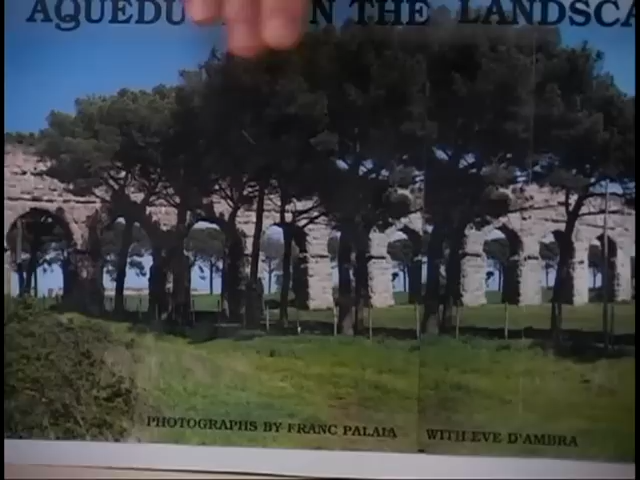 AQUEDU N THE LANDSCA
PHOTOGRAPHS BY FRANC PALAIA WITH EVE D'AMBRA